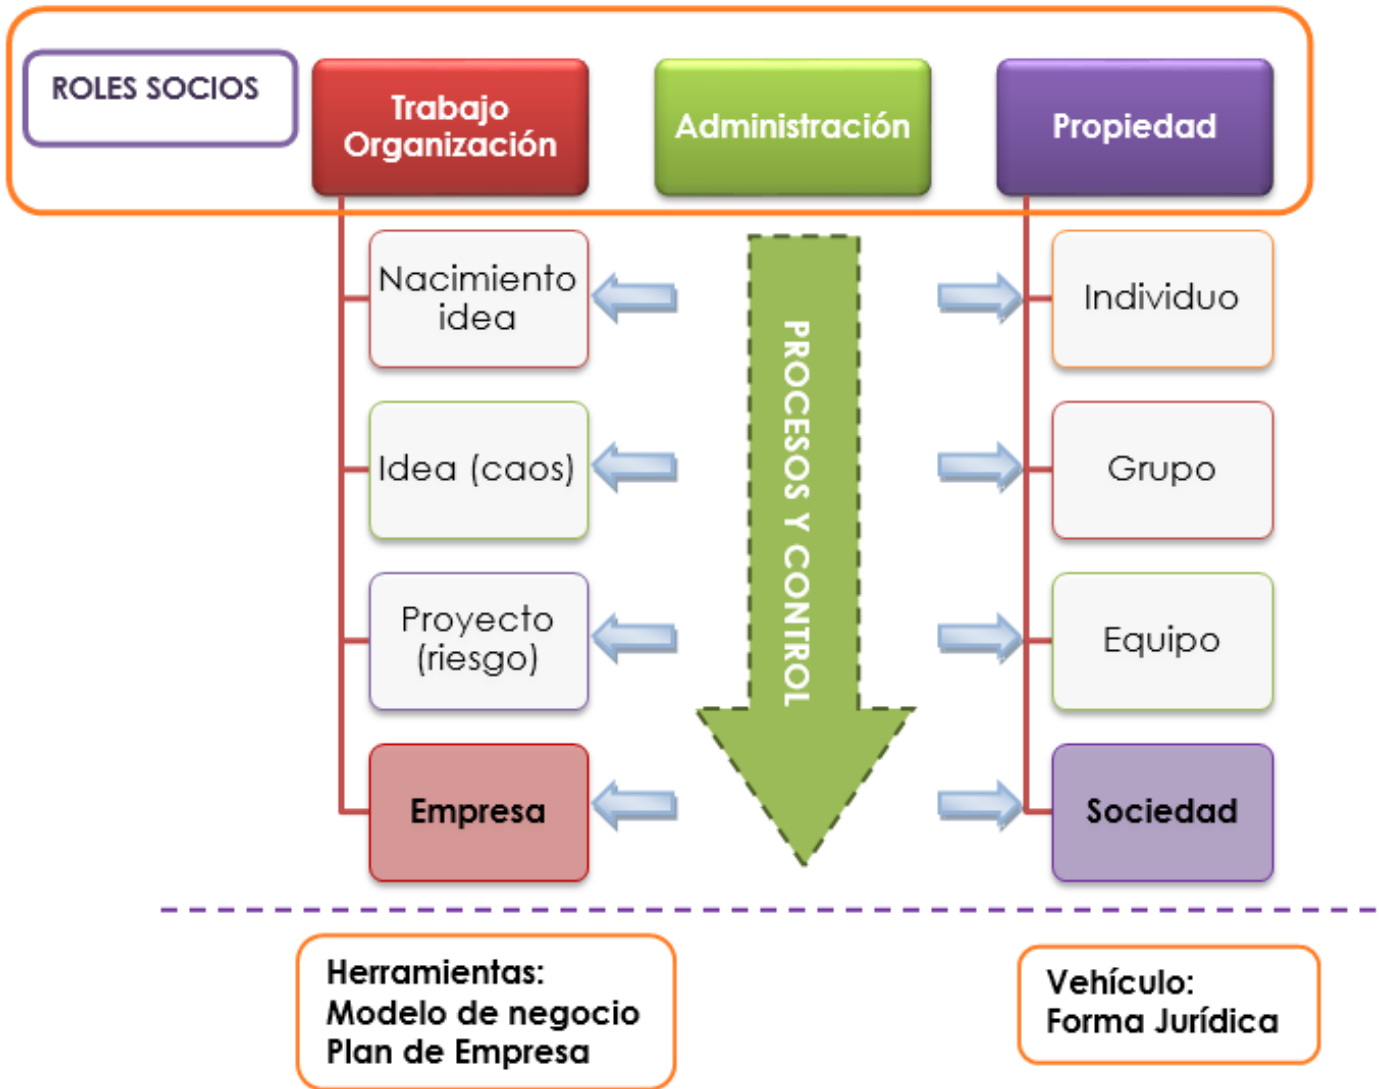 ROLES SOCIOS
Trabajo
Organización
Administración
Propiedad
Nacimiento
idea
Individuo
Idea (caos)
Grupo
Proyecto
(riesgo)
Equipo
Empresa
Sociedad
PROCESOS Y CONTROL
Herramientas:
Modelo de negocio
Plan de Empresa
Vehículo:
Forma Jurídica